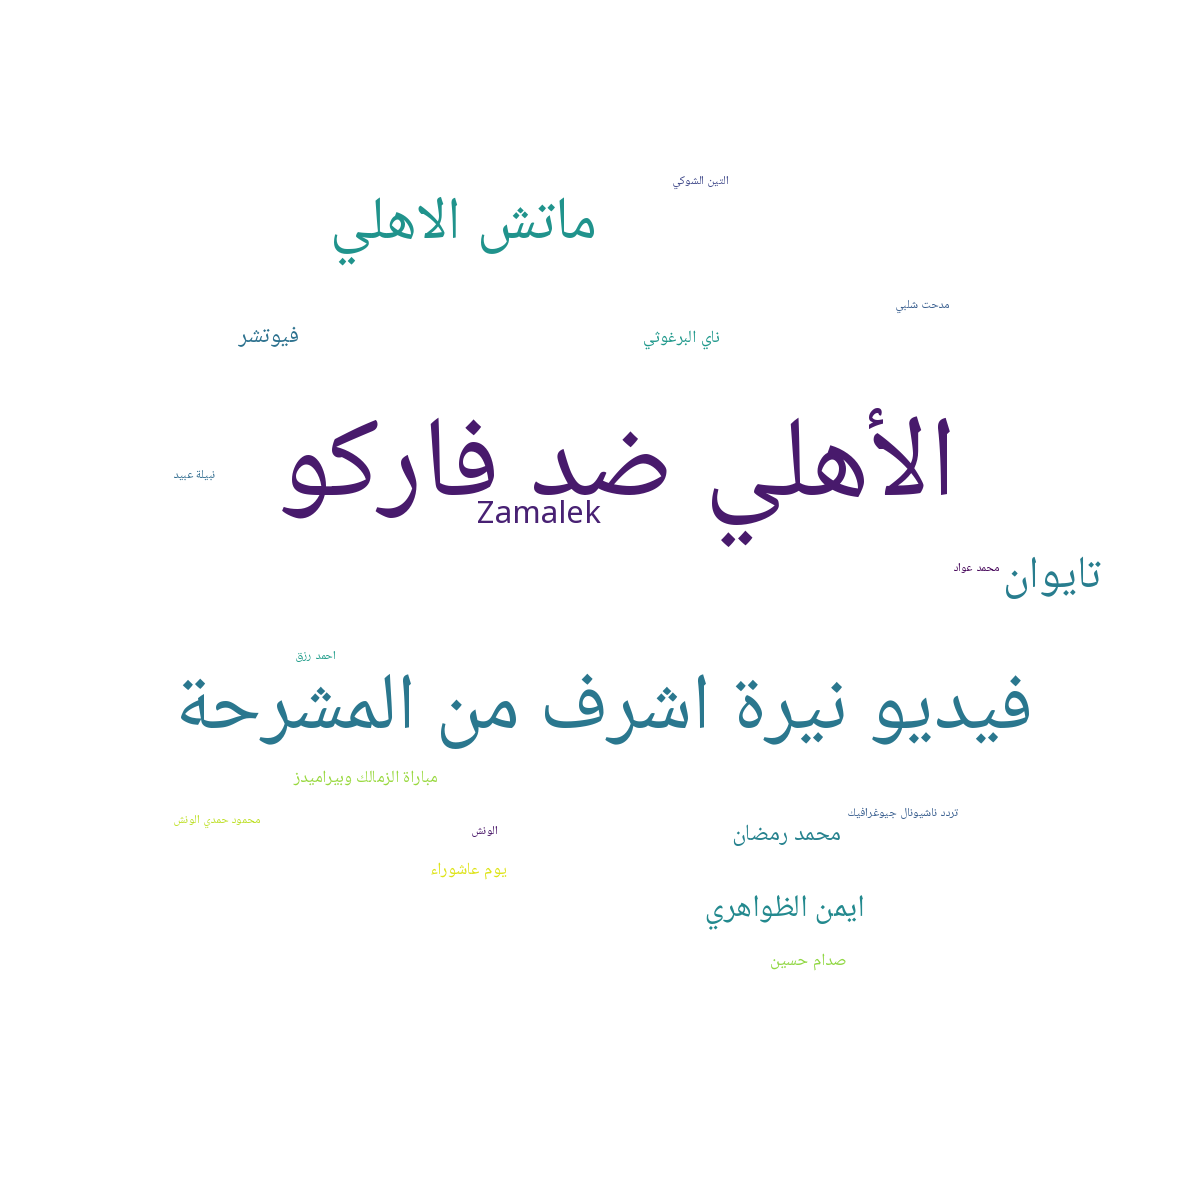 التين الشوكي
ماتش الاهلي
مدحت شلبي
فيوتشر
ناي البرغوثي
الأهلي ضد فاركو
نبيلة عبيد
Zamalek
محمد عواد
تايوان
احمد رزق
فيديو نيرة اشرف من المشرحة
مباراة الزمالك وبيراميدز
تردد ناشيونال جيوغرافيك
محمود حمدي الونش
الونش
محمد رمضان
يوم عاشوراء
ايمن الظواهري
صدام حسين